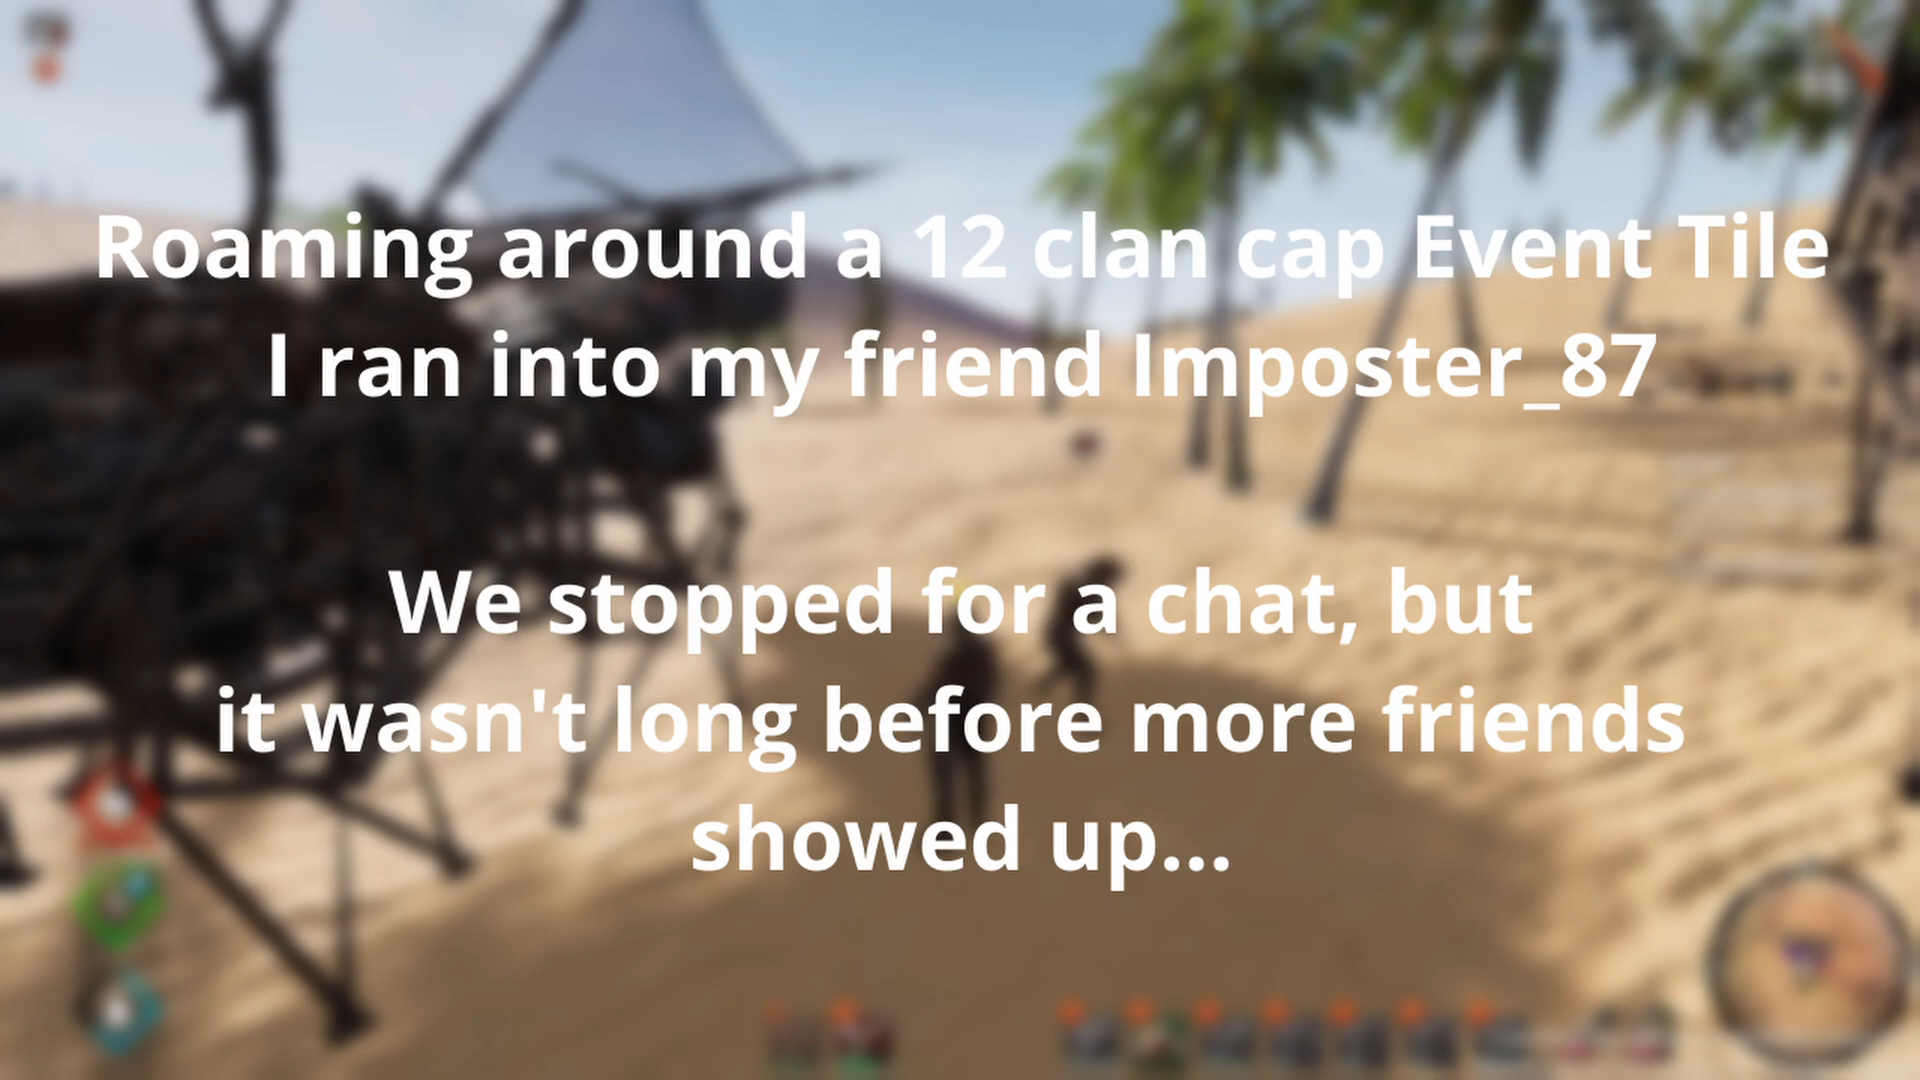 Roaming around a 12 clan cap Event Tile
I ran into my friend Imposter_87
We stopped for a chat, but
it wasn't long before more friends
showed up...